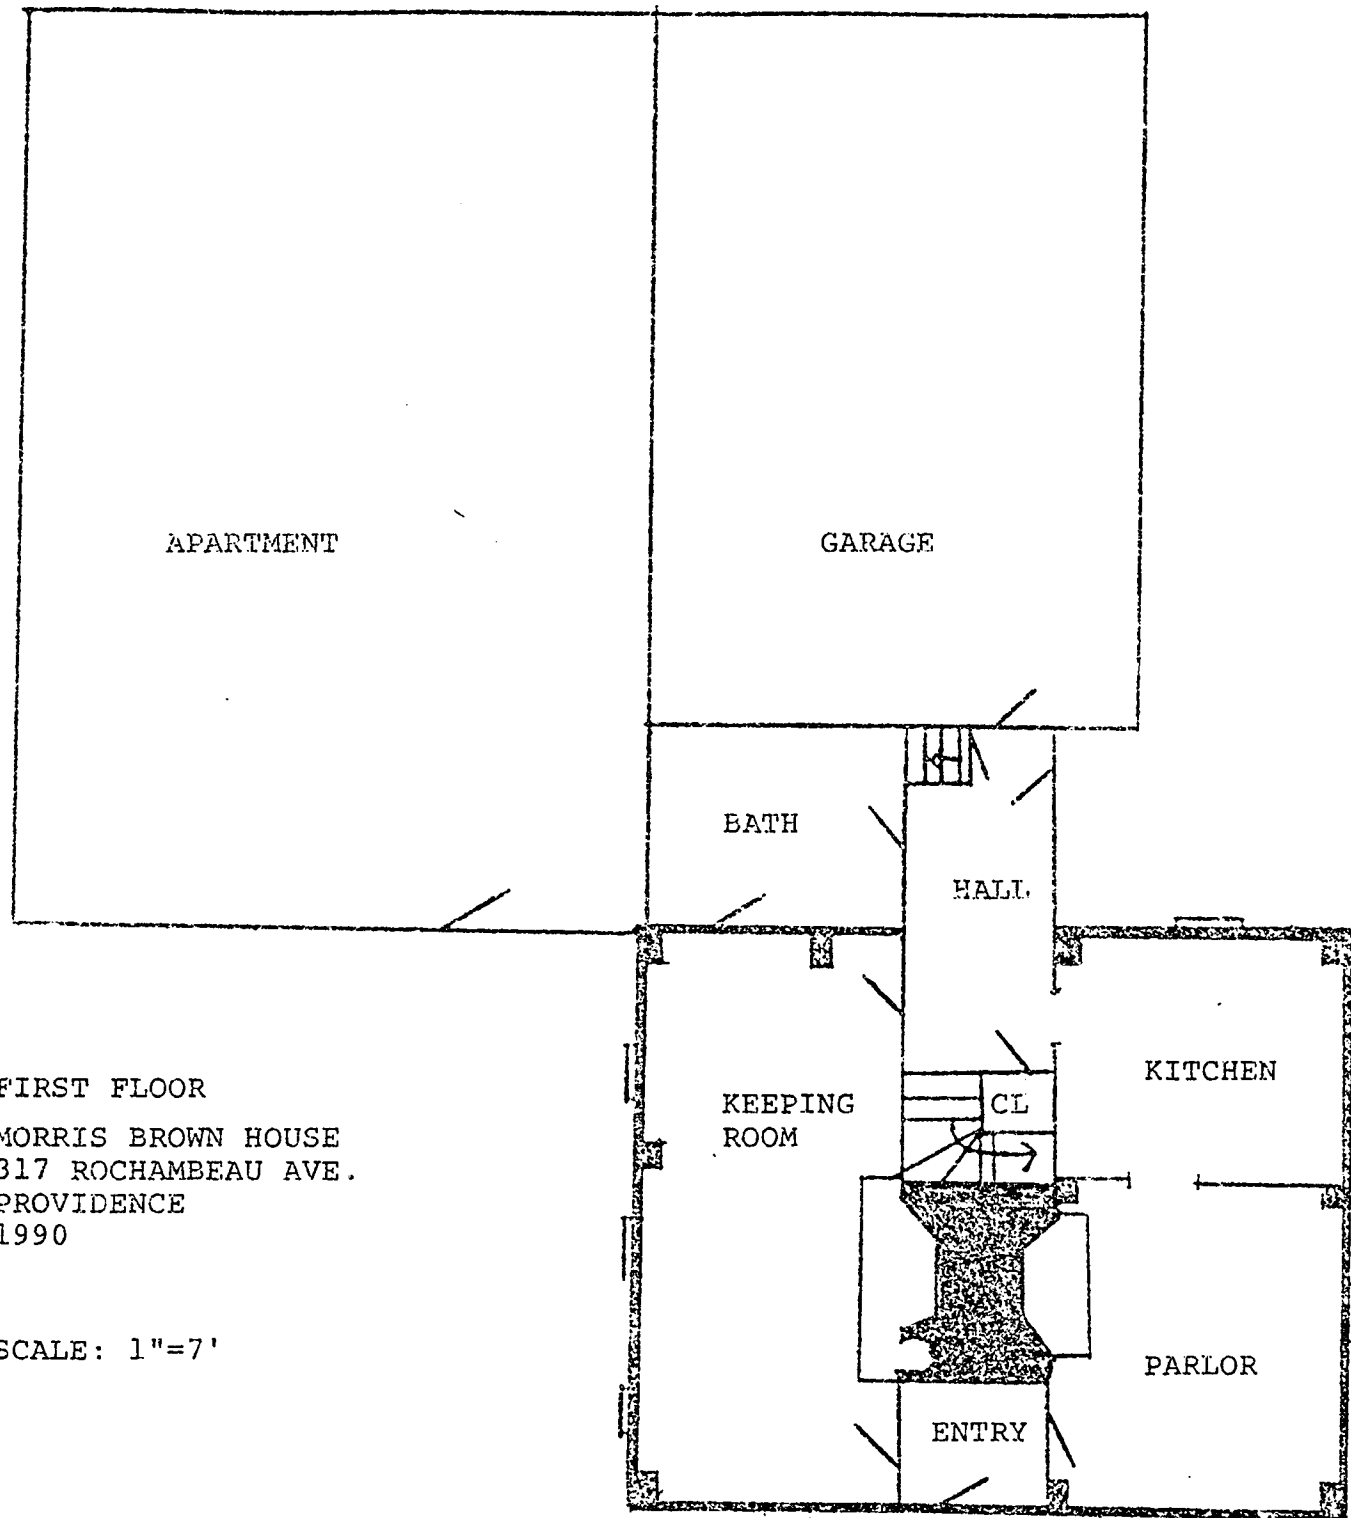 APARTMENT
GARAGE
BATH
HALL
FIRST FLOOR
MORRIS BROWN HOUSE
317 ROCHAMBEAU AVE.
PROVIDENCE
1990
SCALE: 1"=7'
KEEPING
ROOM
CL
KITCHEN
PARLOR
ENTRY